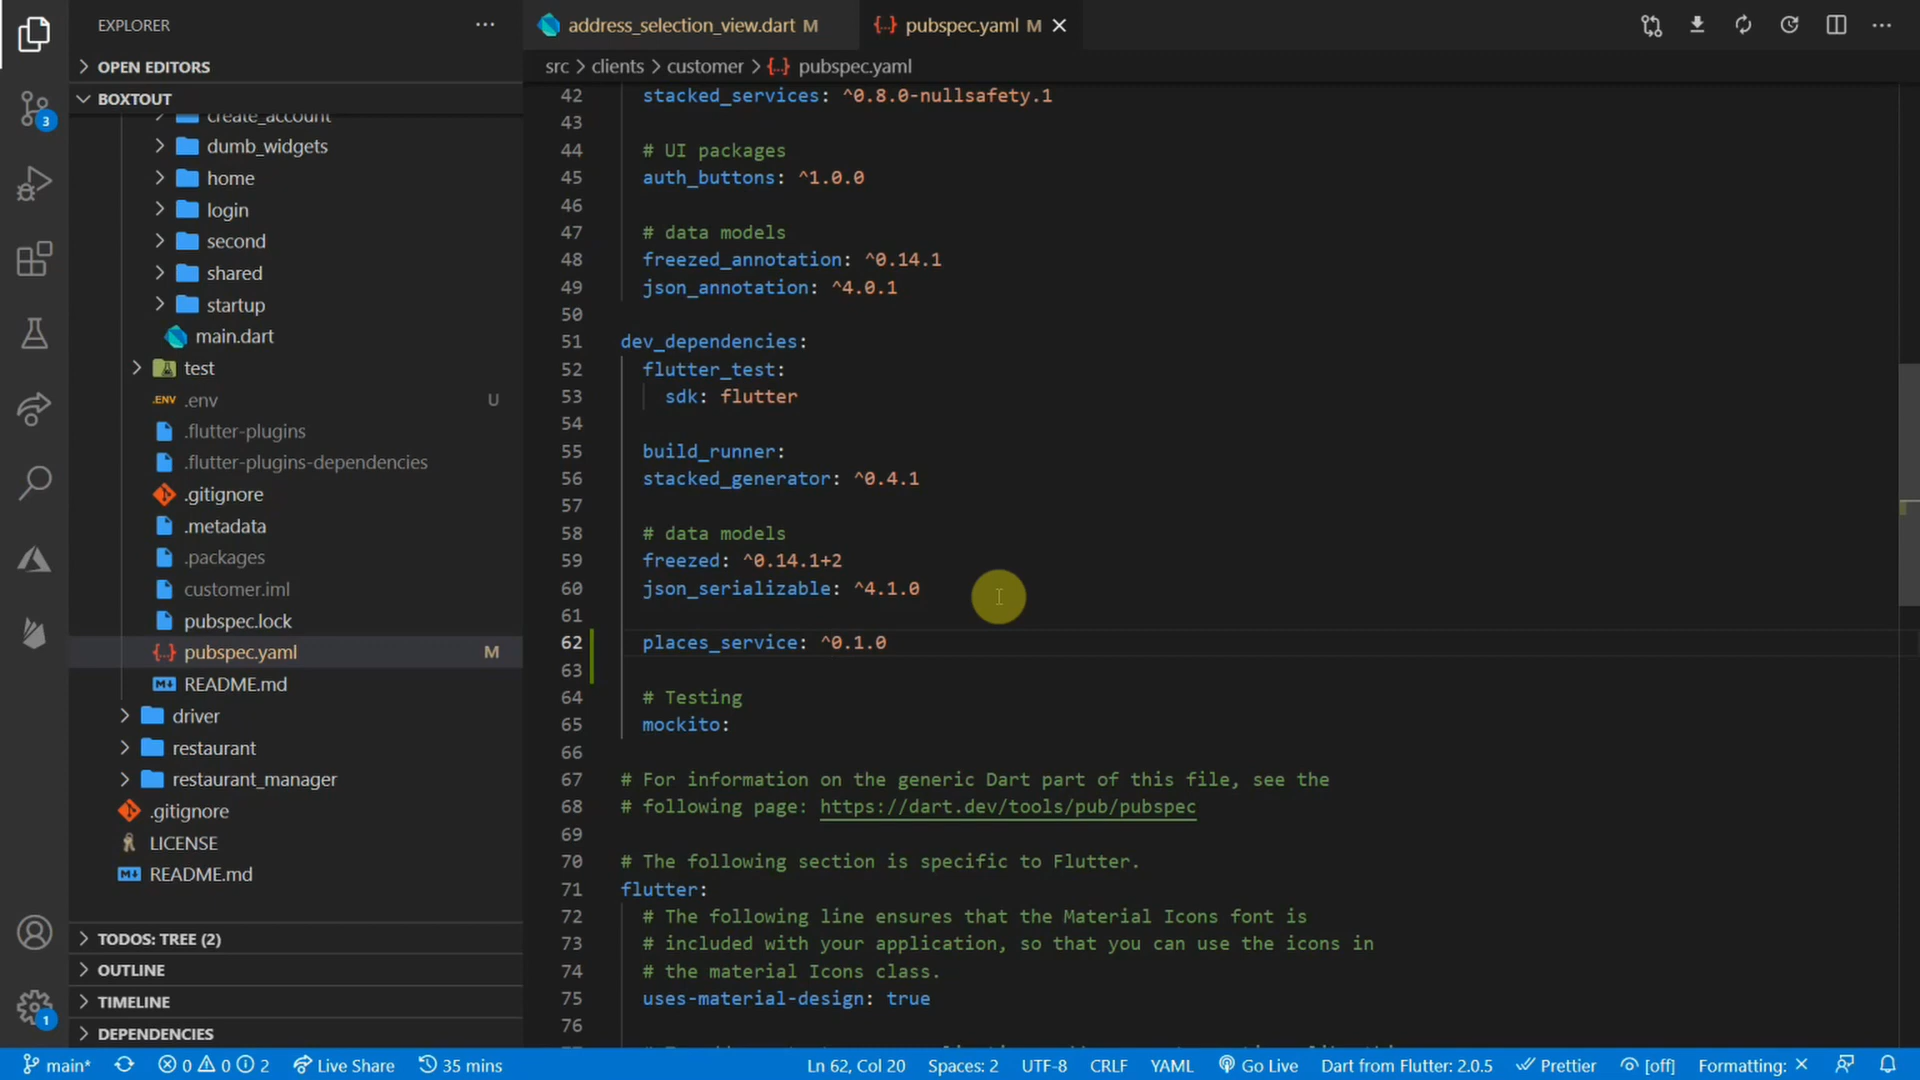 EXPLORER
OPEN EDITORS
BOXTOUT
create_account
dumb_widgets
home
login
second
shared
startup
main.dart
test
.ENV .env U
.flutter-plugins
.flutter-plugins-dependencies
.gitignore
.metadata
.packages
customer.iml
pubspec.lock
pubspec.yaml M
README.md
driver
restaurant
restaurant_manager
.gitignore
LICENSE
README.md
TODOS: TREE (2)
OUTLINE
TIMELINE
DEPENDENCIES
3
1
address_selection_view.dart M
{..} pubspec.yaml M
src > clients > customer > {..} pubspec.yaml
42 stacked_services: ^0.8.0-nullsafety.1
43
44 # UI packages
45 auth_buttons: ^1.0.0
46
47 # data models
48 freezed_annotation: ^0.14.1
49 json_annotation: ^4.0.1
50
51 dev_dependencies:
52 flutter_test:
53 sdk: flutter
54
55 build_runner:
56 stacked_generator: ^0.4.1
57
58 # data models
59 freezed: ^0.14.1+2
60 json_serializable: ^4.1.0
61
62 places_service: ^0.1.0
63
64 # Testing
65 mockito:
66
67 # For information on the generic Dart part of this file, see the
68 # following page: https://dart.dev/tools/pub/pubspec
69
70 # The following section is specific to Flutter.
71 flutter:
72 # The following line ensures that the Material Icons font is
73 # included with your application, so that you can use the icons in
74 # the material Icons class.
75 uses-material-design: true
76
main* 0 0 2 Live Share 35 mins Ln 62, Col 20 Spaces: 2 UTF-8 CRLF YAML Go Live Dart from Flutter: 2.0.5 Prettier [off] Formatting: ×